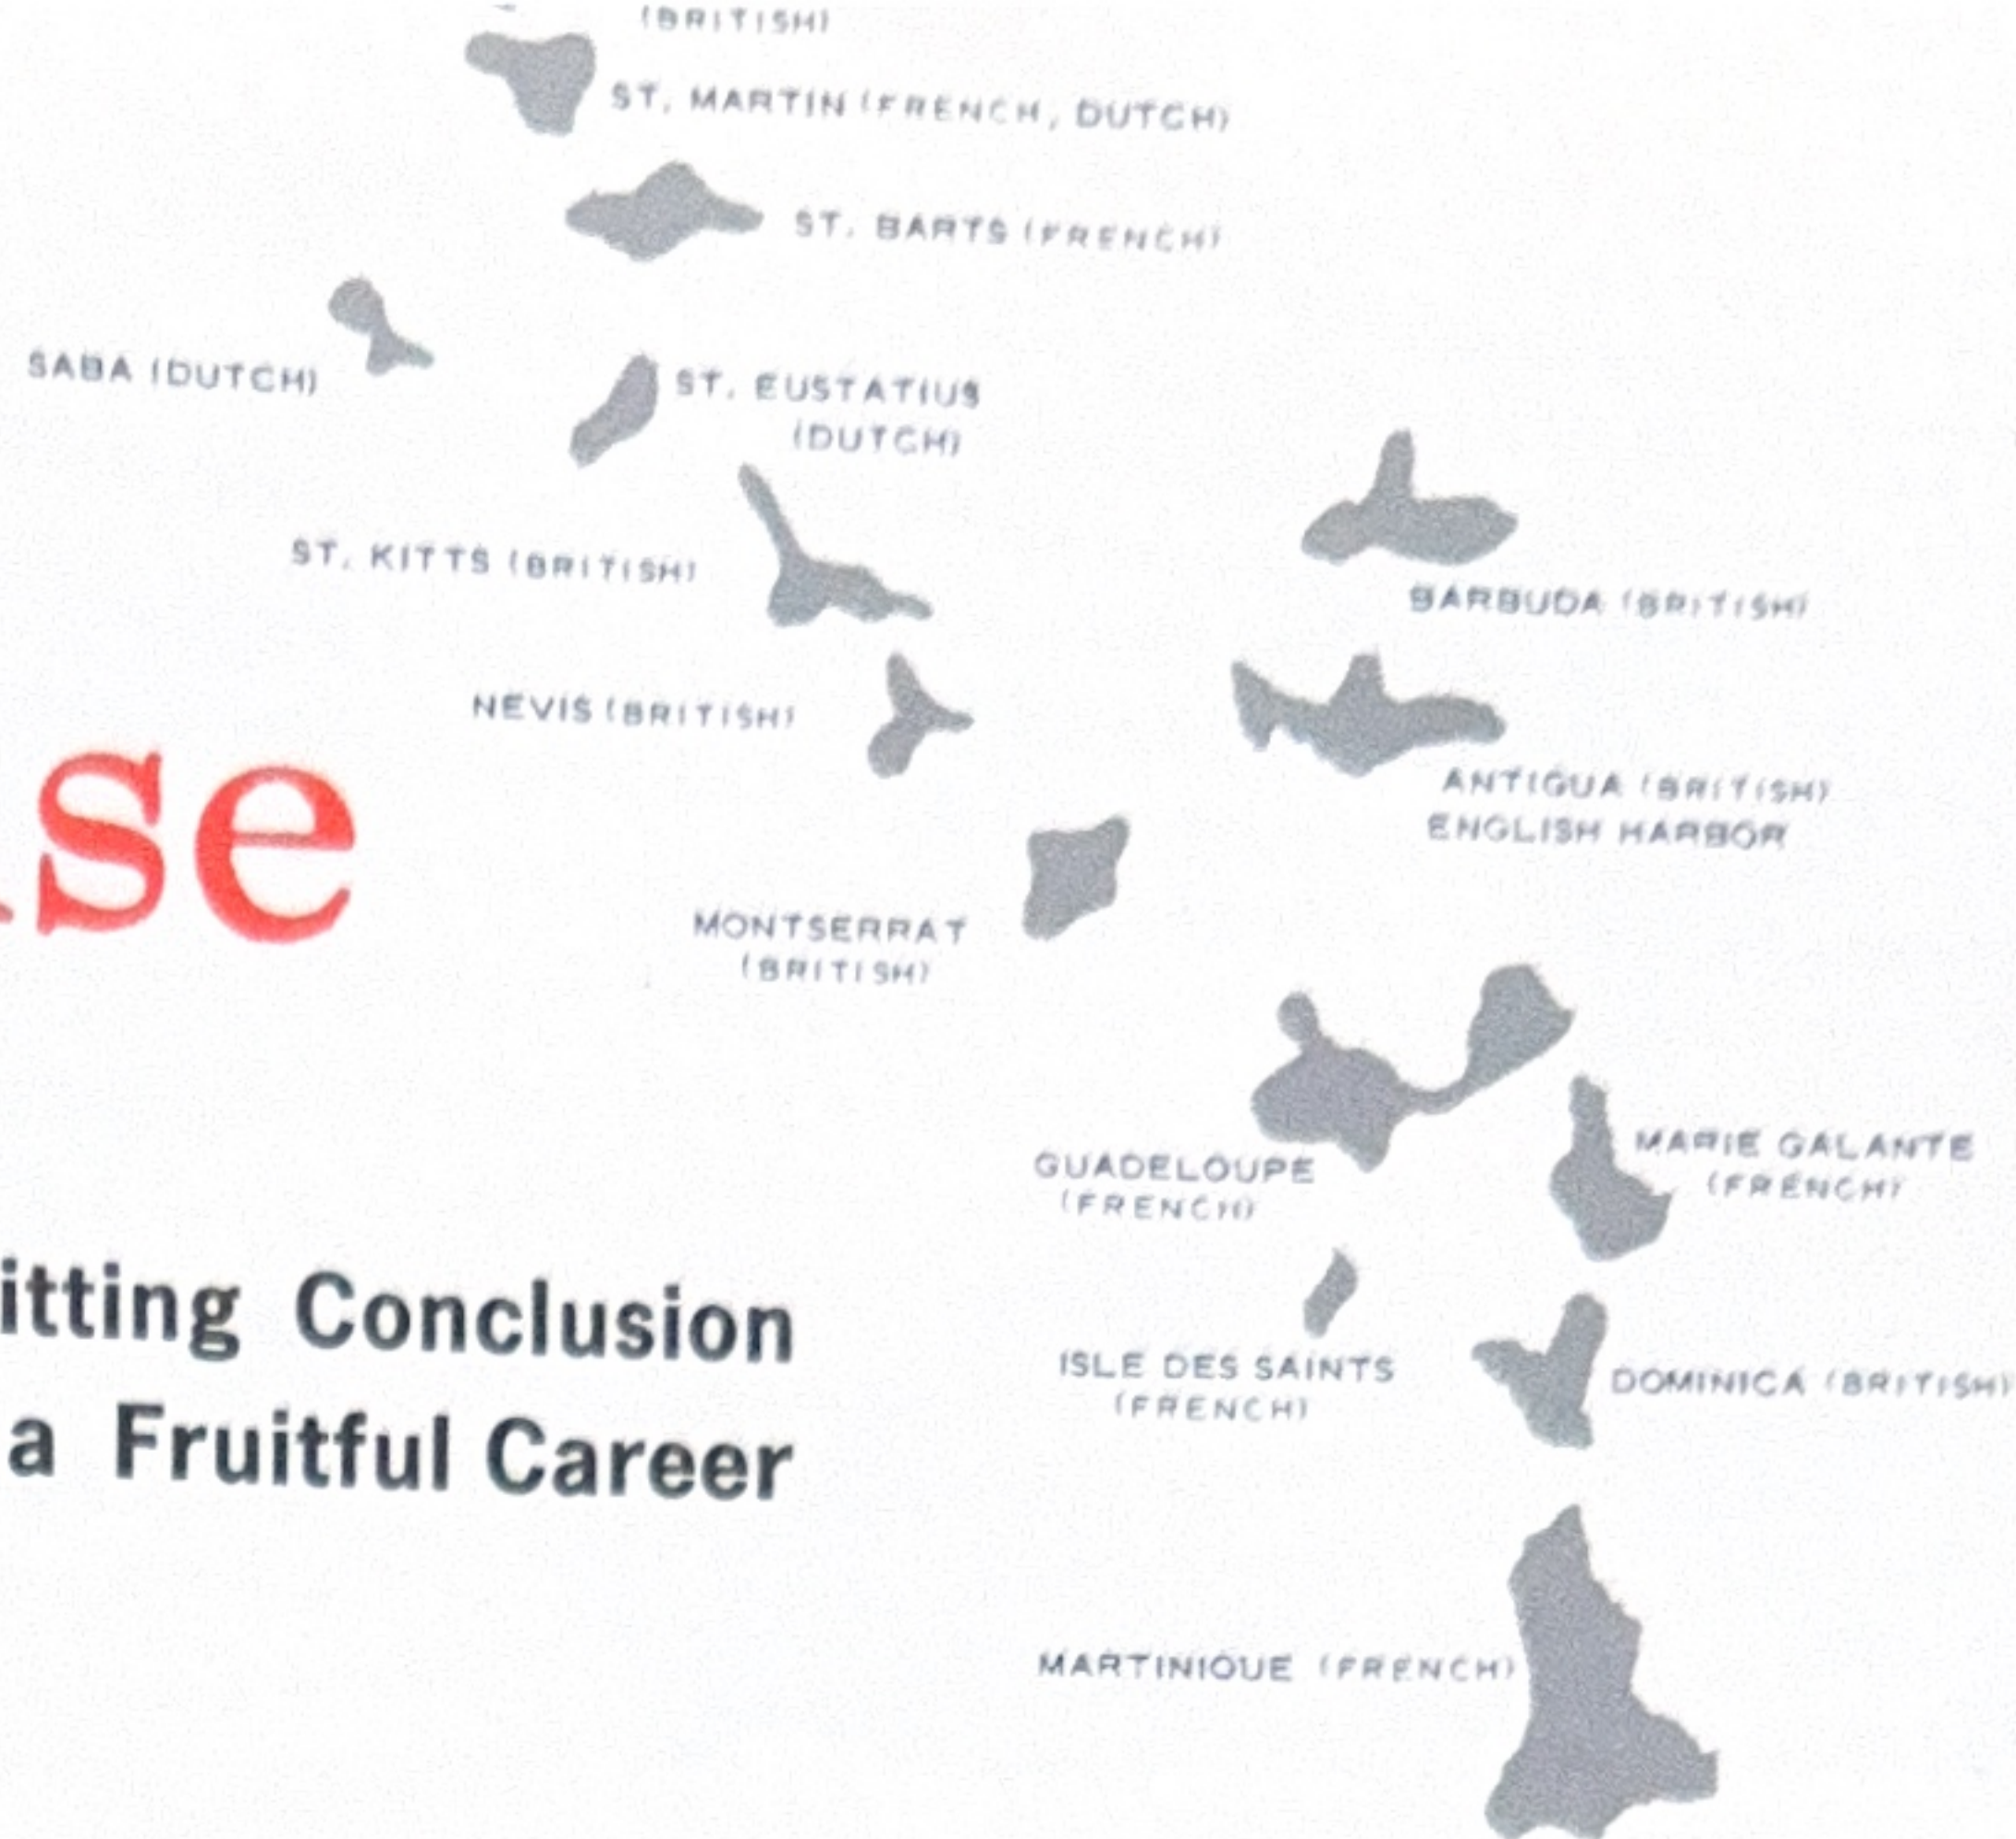 (BRITISH)
ST. MARTIN (FRENCH, DUTCH)
ST. BARTS (FRENCH)
SABA (DUTCH)
ST. EUSTATIUS
(DUTCH)
ST. KITTS (BRITISH)
BARBUDA (BRITISH)
NEVIS (BRITISH)
ANTIGUA (BRITISH)
ENGLISH HARBOR
se
MONTSERRAT
(BRITISH)
GUADELOUPE
(FRENCH)
MARIE GALANTE
(FRENCH)
itting Conclusion
a Fruitful Career
ISLE DES SAINTS
(FRENCH)
DOMINICA (BRITISH)
MARTINIQUE (FRENCH)